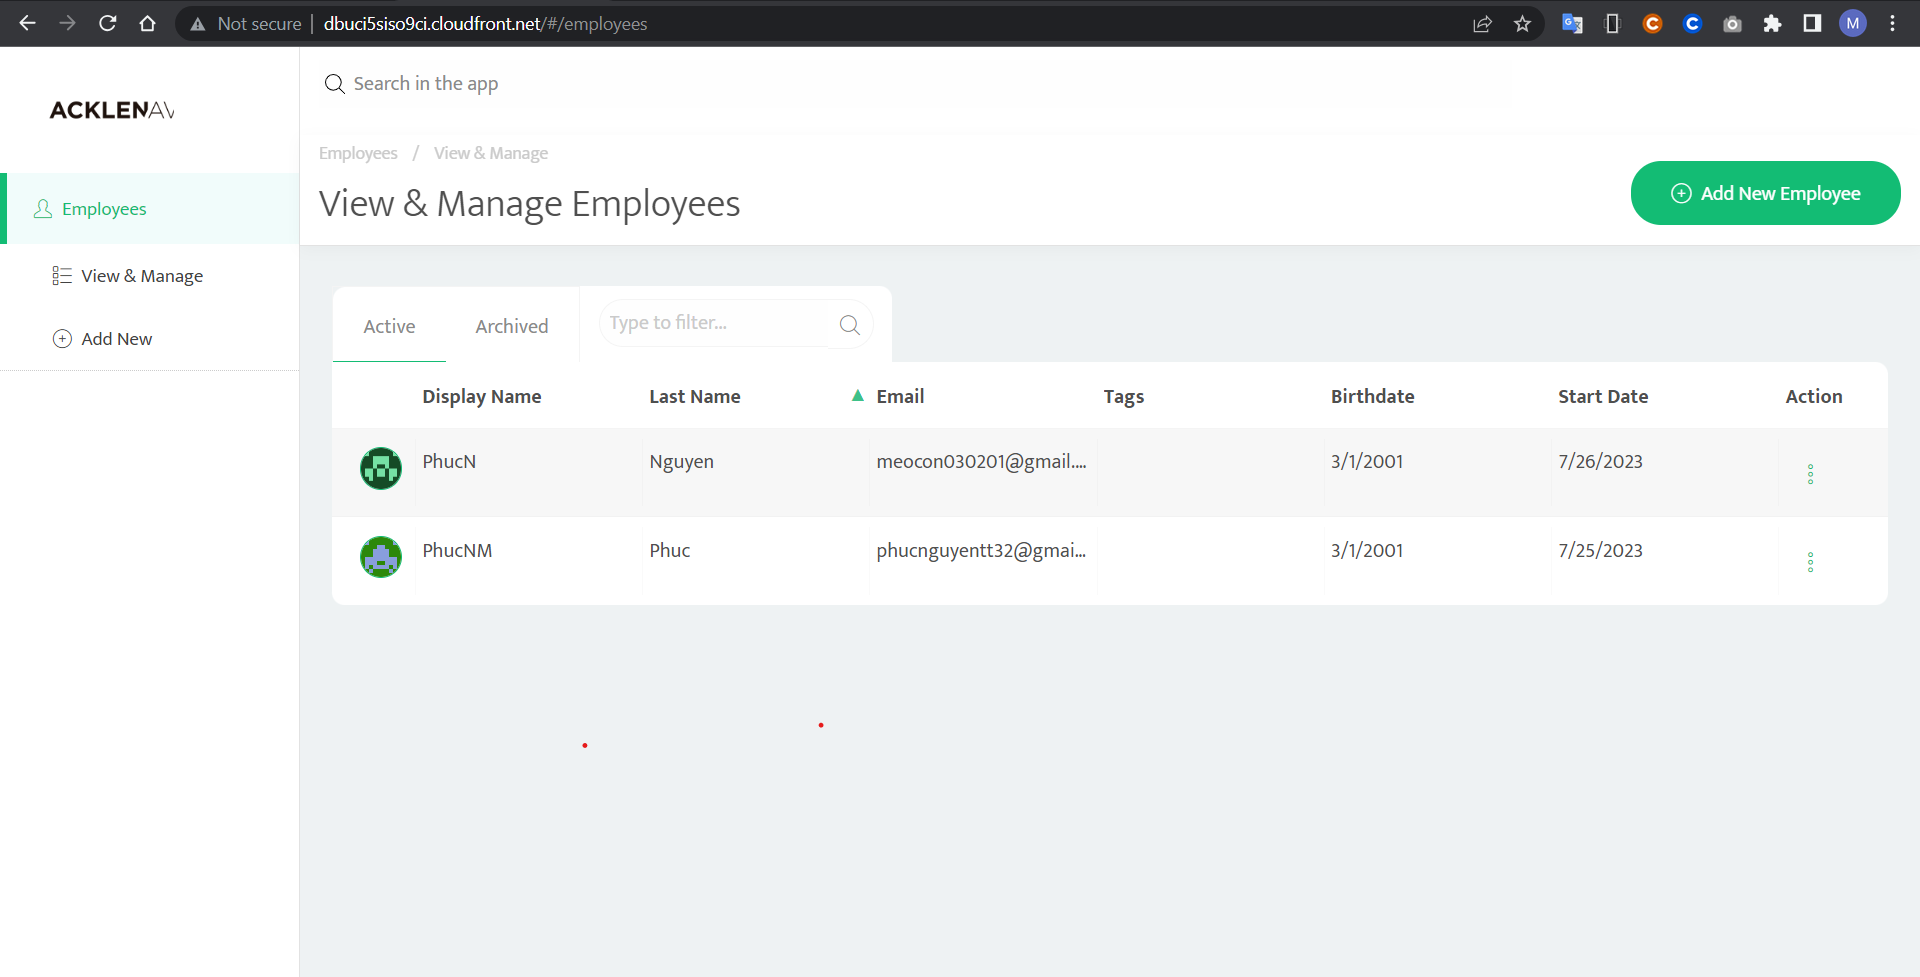 Not secure dbuci5siso9ci.cloudfront.net/#/employees
M
ACKLENAV
Search in the app
Employees / View & Manage
View & Manage Employees
Add New Employee
Employees
View & Manage
Add New
Active Archived Type to filter...
Display Name Last Name Email Tags Birthdate Start Date Action
PhucN Nguyen meocon030201@gmail.... 3/1/2001 7/26/2023
PhucNM Phuc phucnguyentt32@gmai... 3/1/2001 7/25/2023